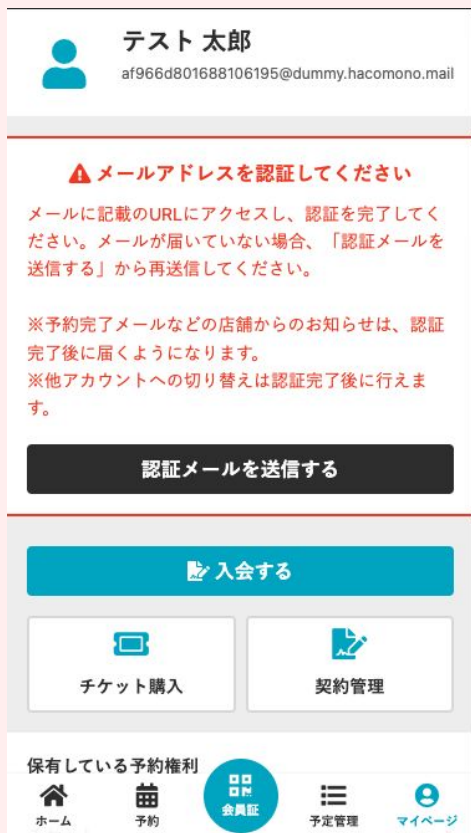 テスト 太郎
af966d801688106195@dummy.hacomono.mail
メールアドレスを認証してください
メールに記載のURLにアクセスし、認証を完了してく
ださい。メールが届いていない場合、「認証メールを
送信する」から再送信してください。
※予約完了メールなどの店舗からのお知らせは、認証
完了後に届くようになります。
※他アカウントへの切り替えは認証完了後に行えま
す。
認証メールを送信する
入会する
チケット購入
契約管理
保有している予約権利
ホーム
予約
会員証
予定管理
マイページ